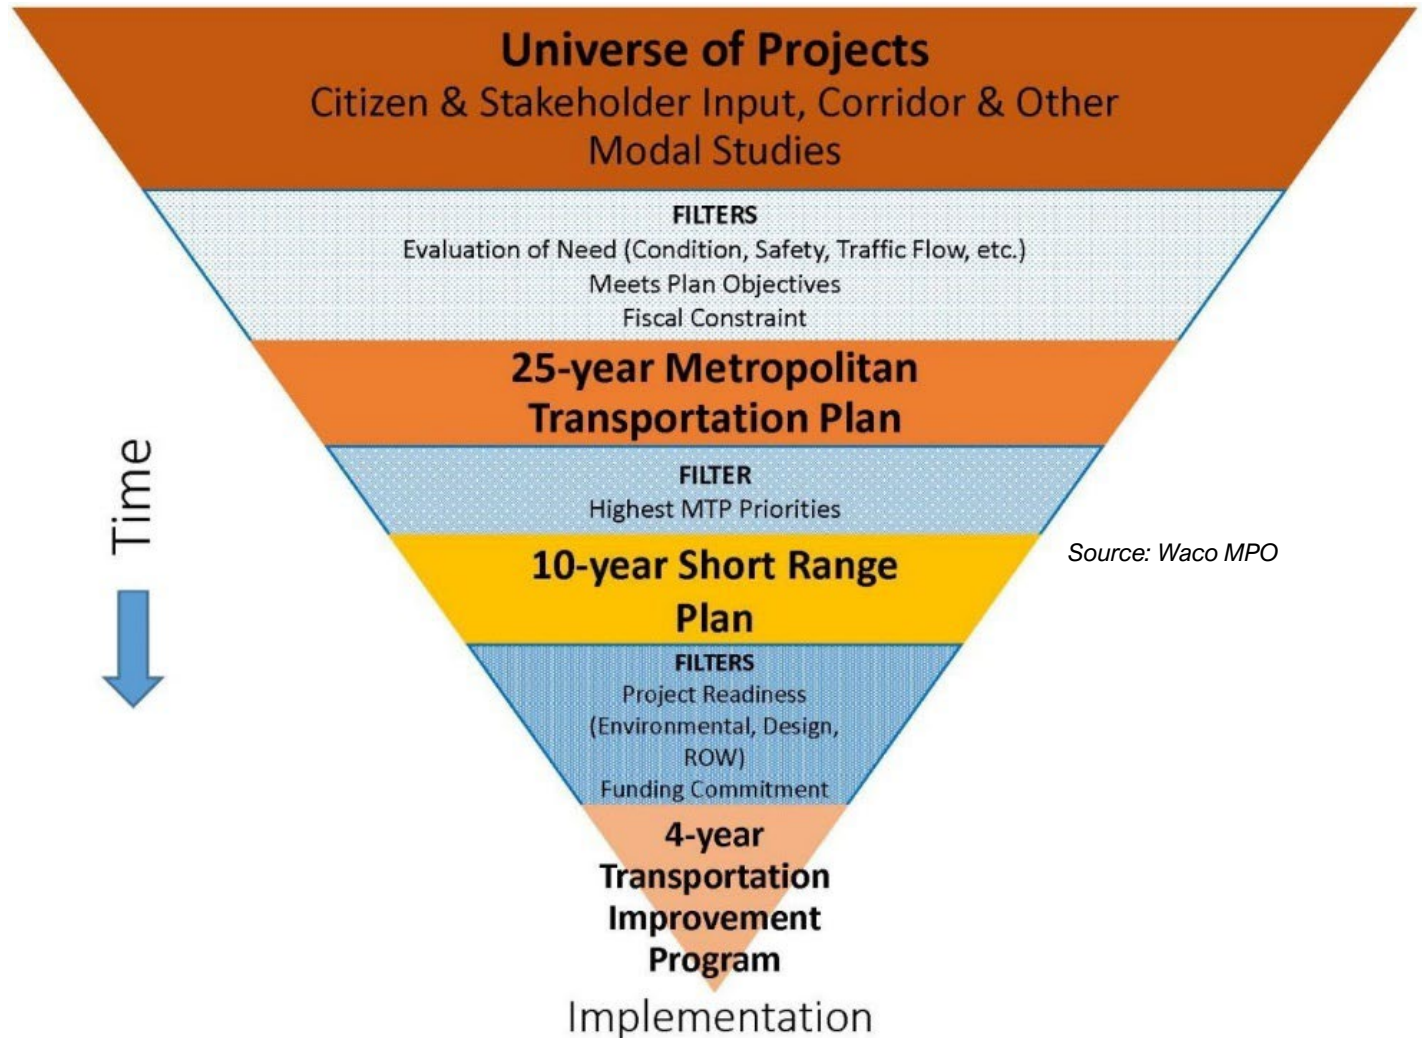 Universe of Projects
Citizen & Stakeholder Input, Corridor & Other
Modal Studies
FILTERS
Evaluation of Need (Condition, Safety, Traffic Flow, etc.)
Meets Plan Objectives
Fiscal Constraint
25-year Metropolitan
Transportation Plan
FILTER
Highest MTP Priorities
Time
10-year Short Range
Plan
Source: Waco MPO
FILTERS
Project Readiness
(Environmental, Design,
ROW)
Funding Commitment
4-year
Transportation
Improvement
Program
Implementation